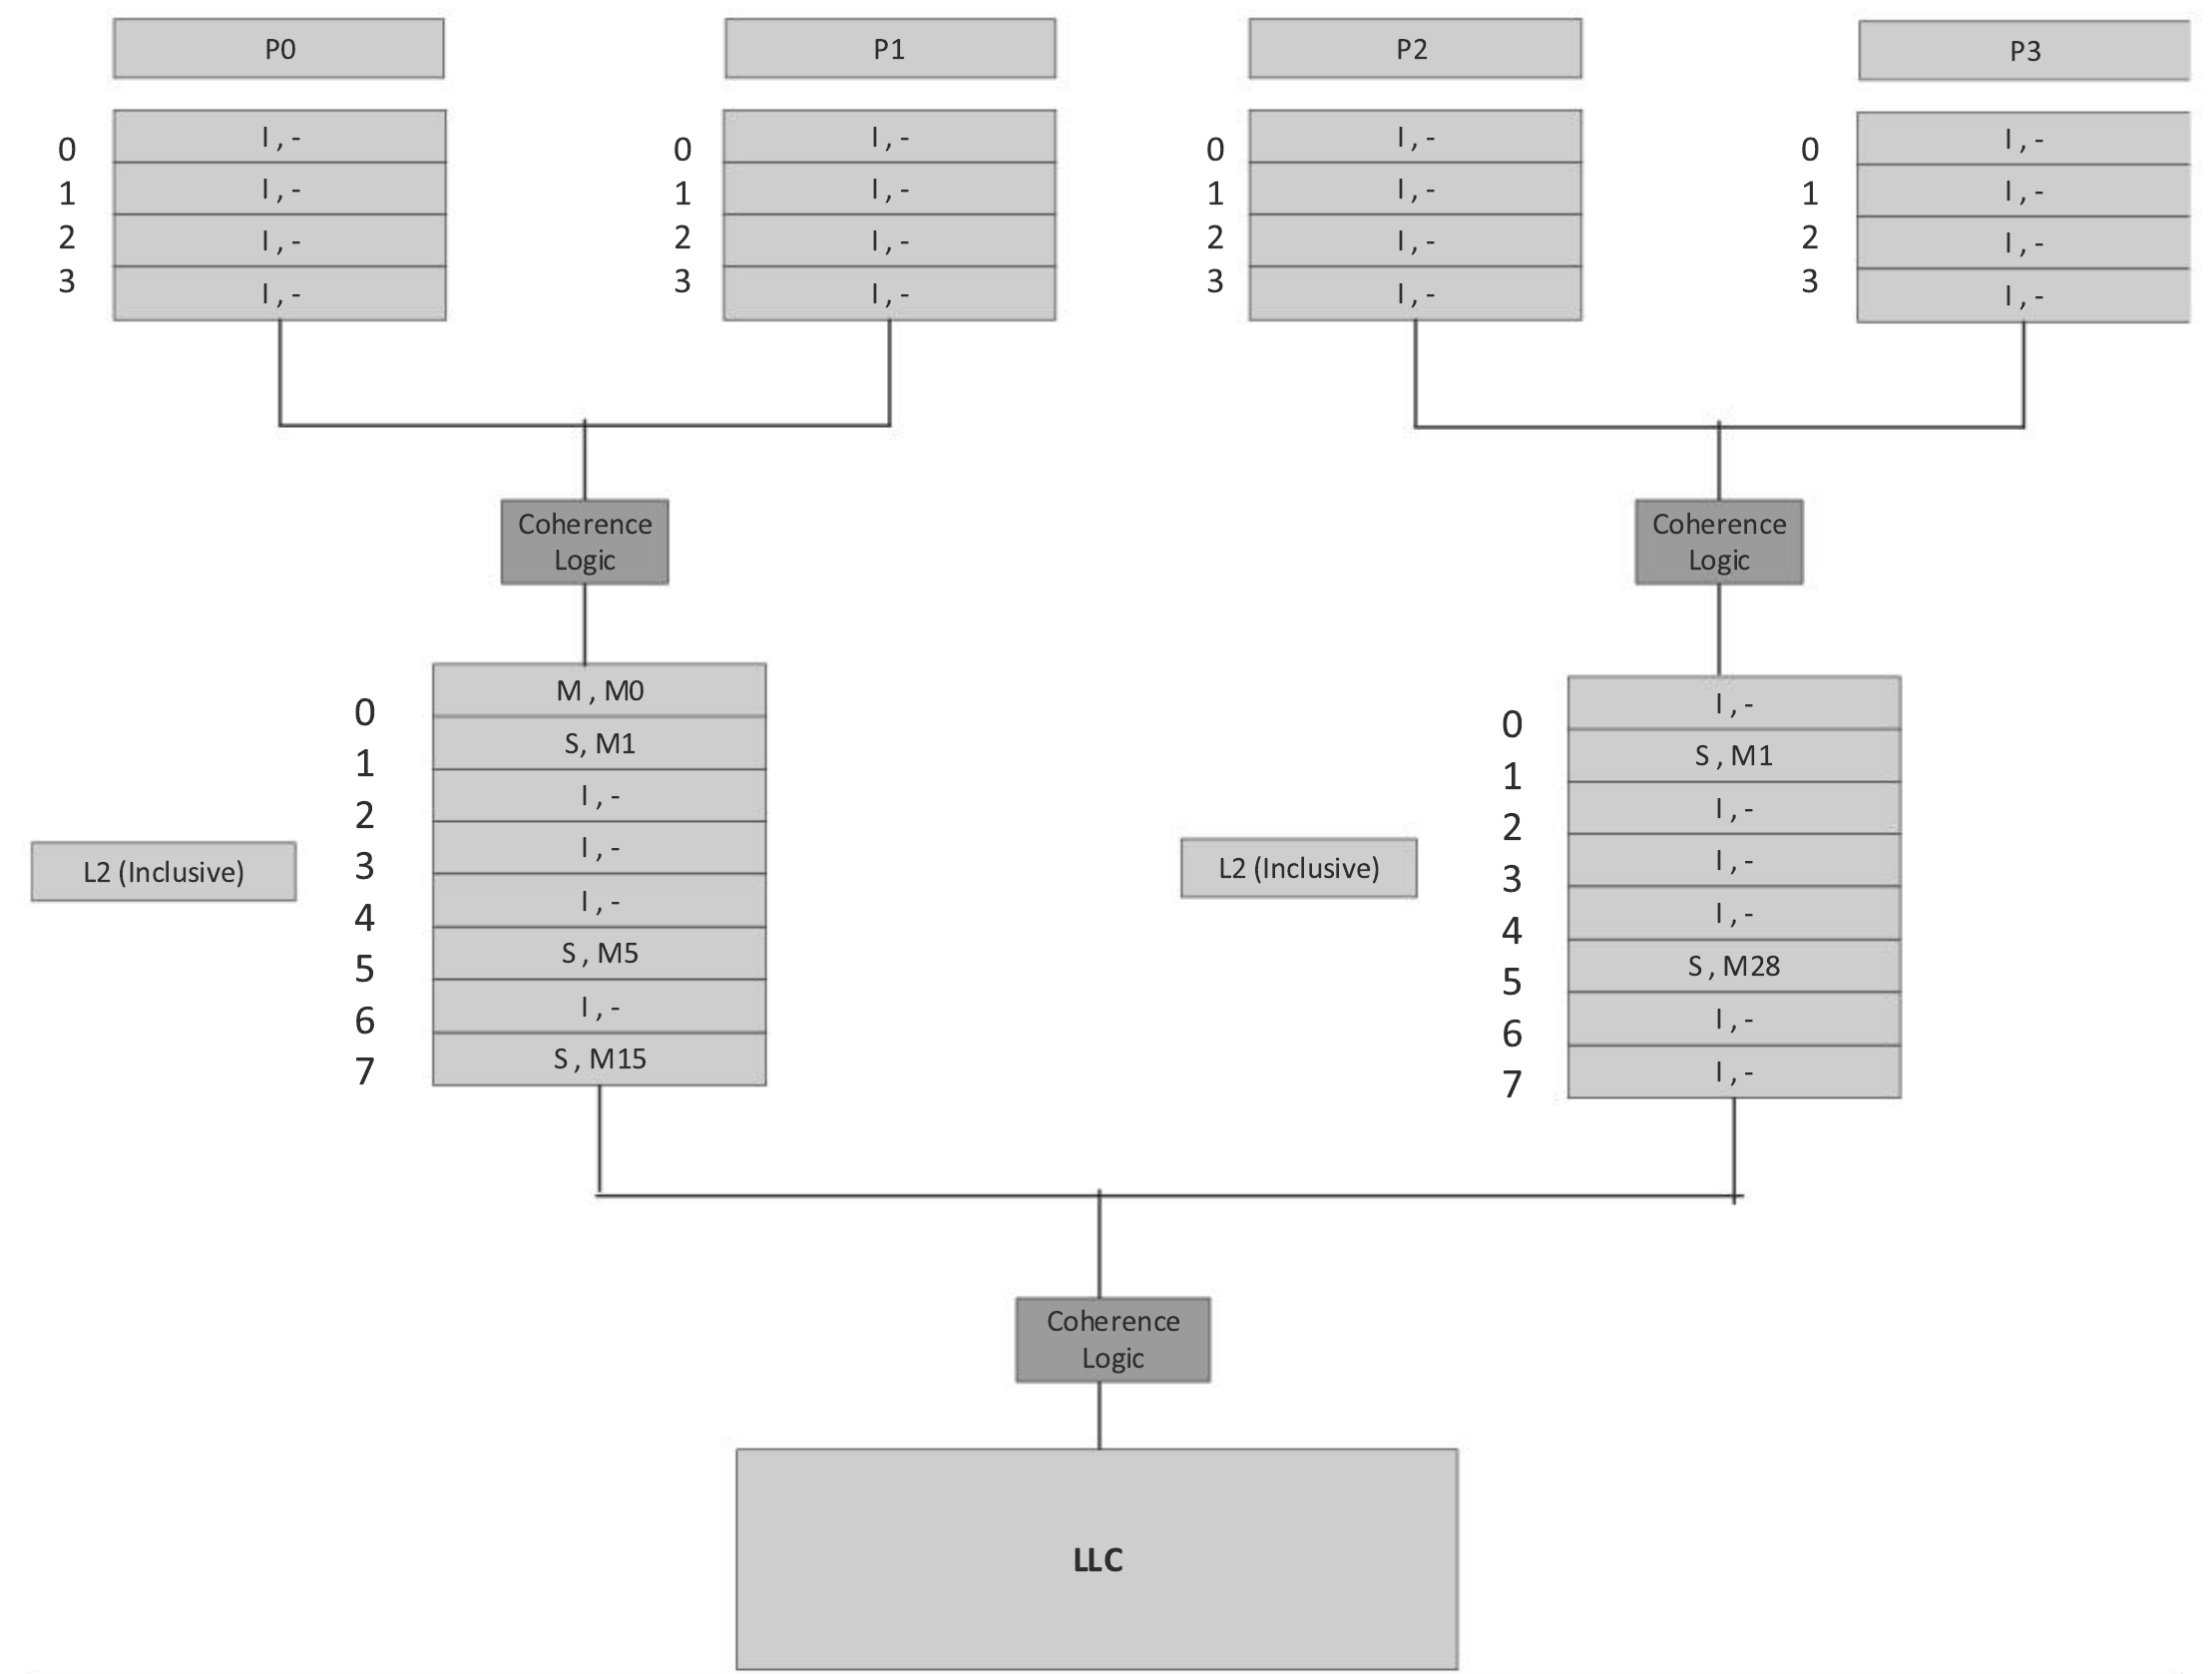 P0
P1
P2
P3
0
I , -
0
I , -
0
I , -
0
I , -
1
I , -
1
I , -
1
I , -
1
I , -
2
I , -
2
I , -
2
I , -
2
I , -
3
I , -
3
I , -
3
I , -
3
I , -
Coherence
Logic
Coherence
Logic
L2 (Inclusive)
0
M , M0
1
S, M1
2
I , -
3
I , -
4
I , -
5
S , M5
6
I , -
7
S , M15
L2 (Inclusive)
0
I , -
1
S , M1
2
I , -
3
I , -
4
I , -
5
S , M28
6
I , -
7
I , -
Coherence
Logic
LLC